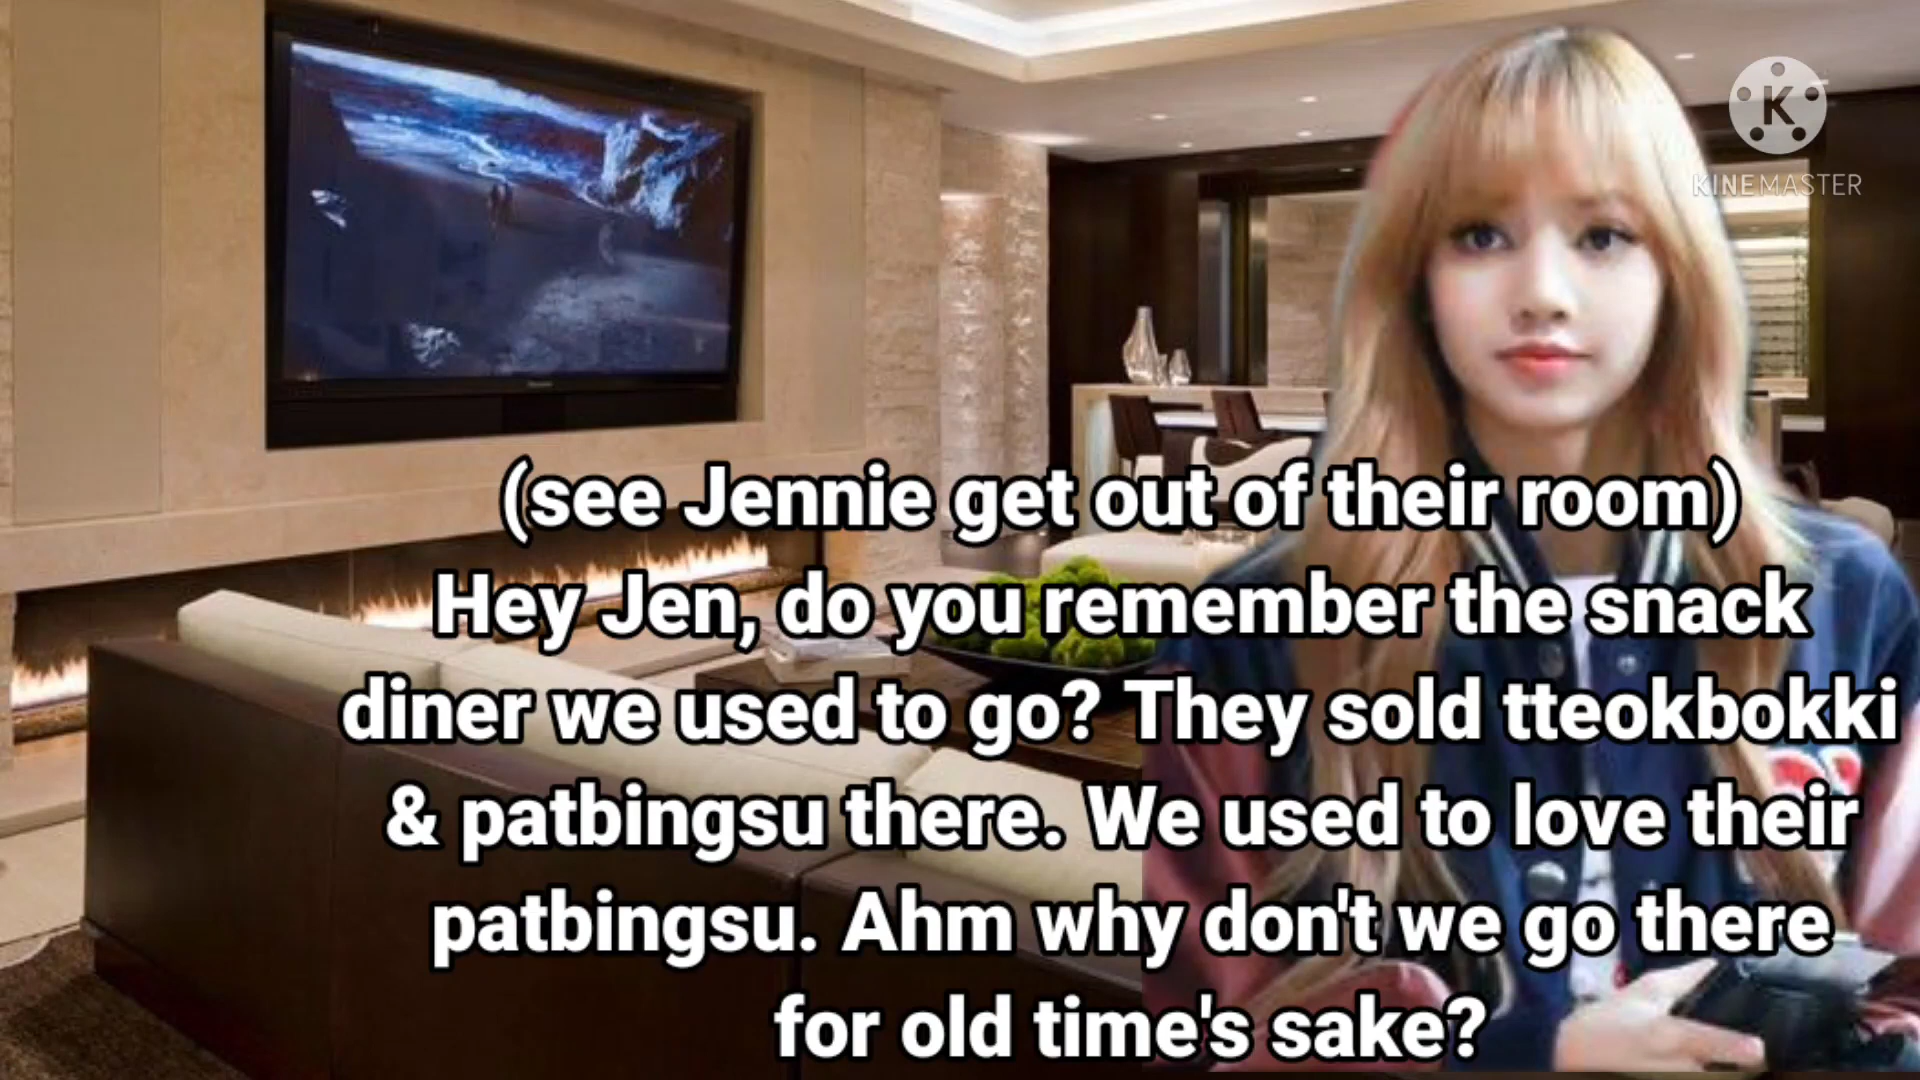 K
KINEMASTER
(see Jennie get out of their room)
Hey Jen, do you remember the snack
diner we used to go? They sold tteokbokki
& patbingsu there. We used to love their
patbingsu. Ahm why don't we go there
for old time's sake?